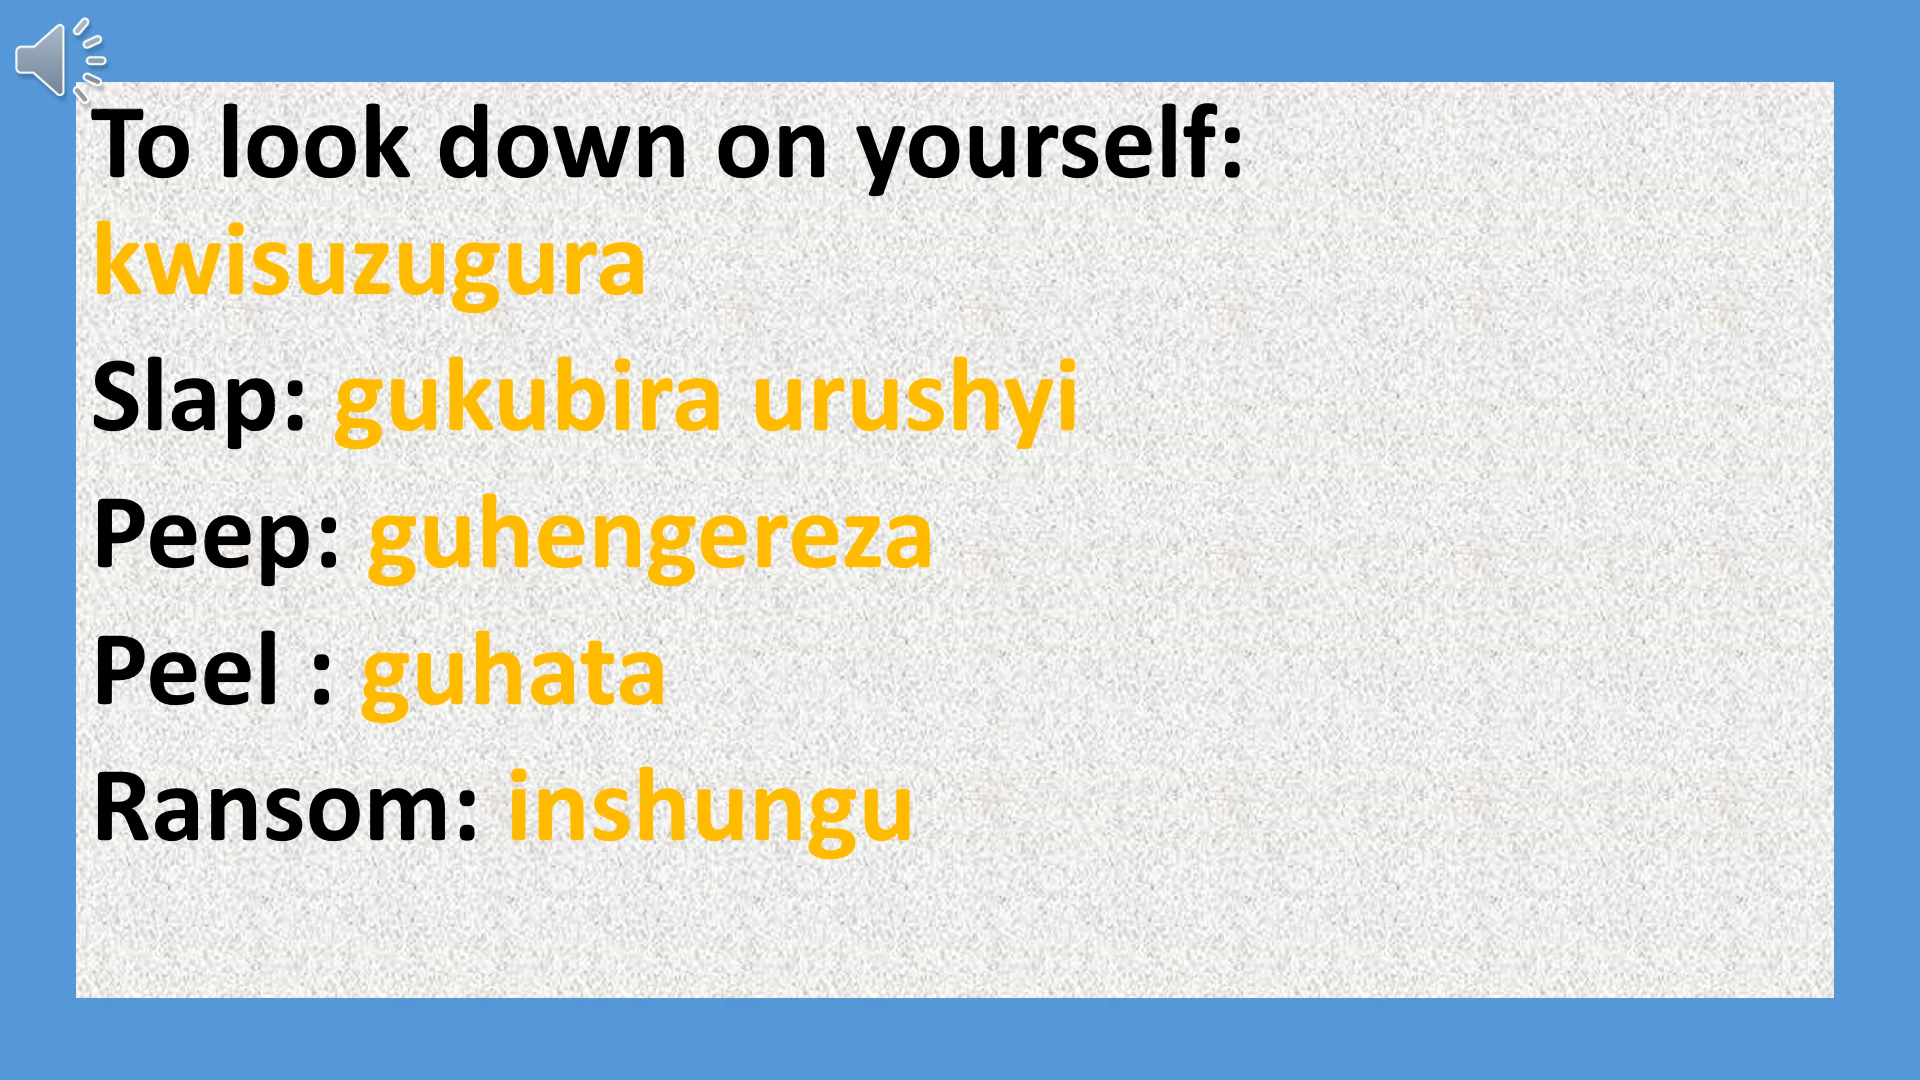 To look down on yourself:
kwisuzugura
Slap: gukubira urushyi
Peep: guhengereza
Peel : guhata
Ransom: inshungu